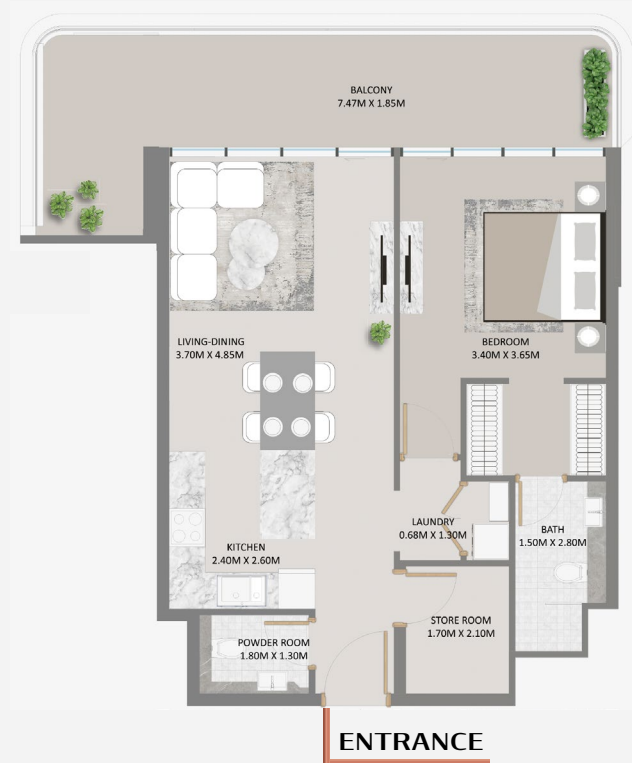 BALCONY
7.47M X 1.85M
LIVING-DINING
3.70M X 4.85M
BEDROOM
3.40M X 3.65M
LAUNDRY
0.68M X 1.30M
BATH
1.50M X 2.80M
KITCHEN
2.40M X 2.60M
STORE ROOM
1.70M X 2.10M
POWDER ROOM
1.80M X 1.30M
ENTRANCE